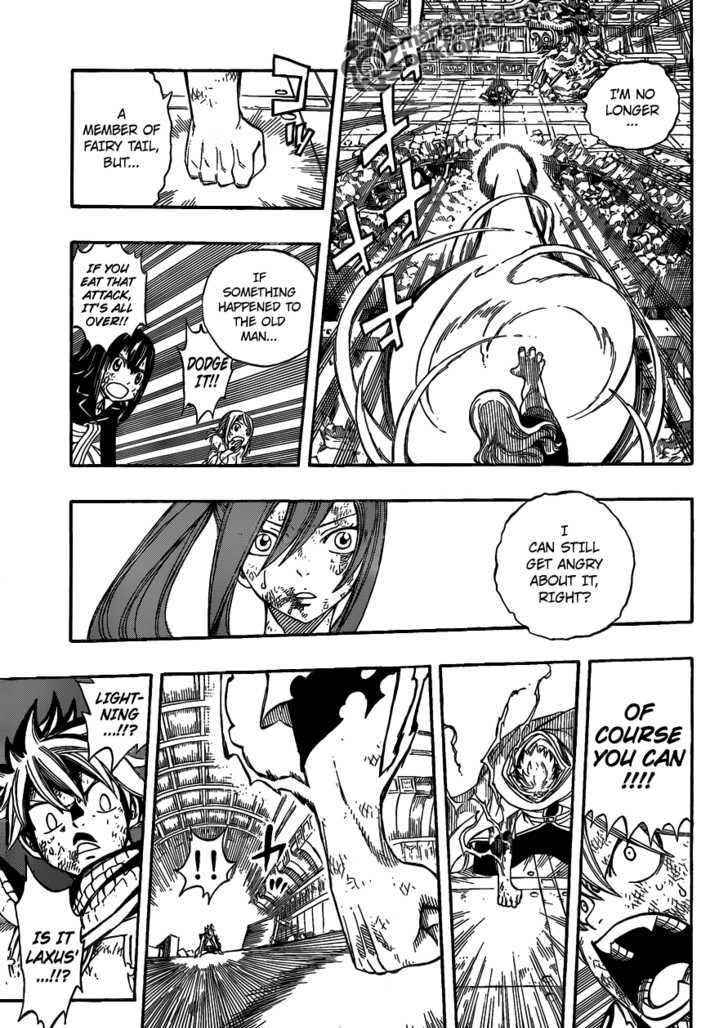 I'M NO
LONGER
...
A
MEMBER OF
FAIRY TAIL,
BUT...
IF
SOMETHING
HAPPENED
TO THE
OLD
MAN...
DODGE
IT!!
IF YOU
EAT THAT
ATTACK,
IT'S ALL
OVER!!
I
CAN STILL
GET ANGRY
ABOUT IT,
RIGHT?
OF
COURSE
YOU CAN
!!!!
!!
LIGHT-
NING
...!!?
IS IT
LAXUS'
...!!?